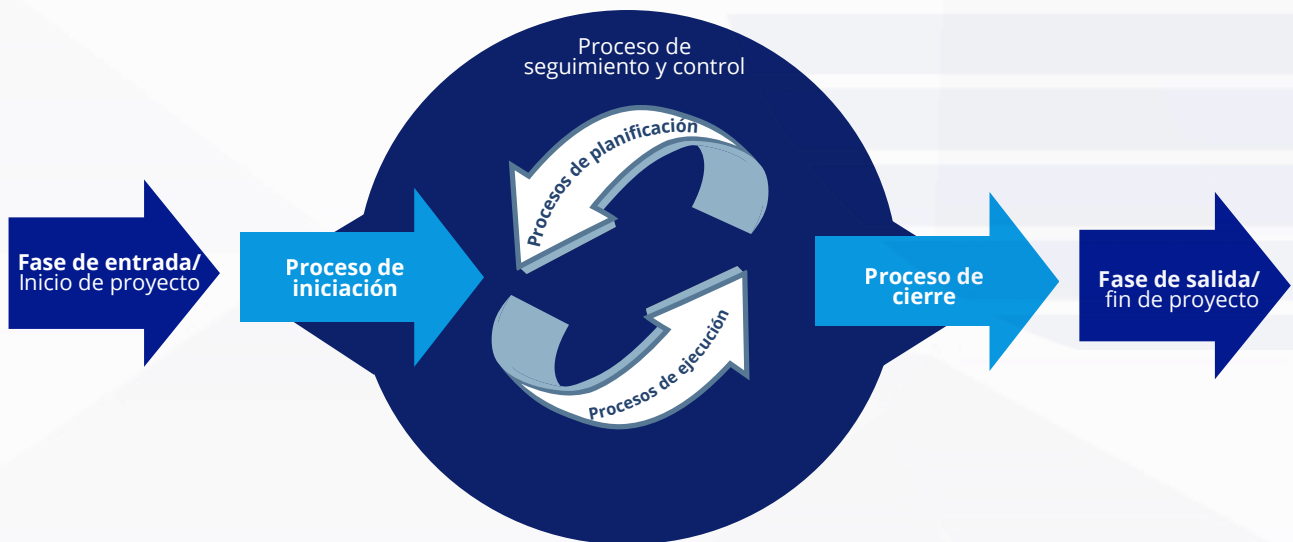 Proceso de
seguimiento y control
Procesos de planificación
Fase de entrada/
Inicio de proyecto
Proceso de
iniciación
Procesos de ejecución
Proceso de
cierre
Fase de salida/
fin de proyecto